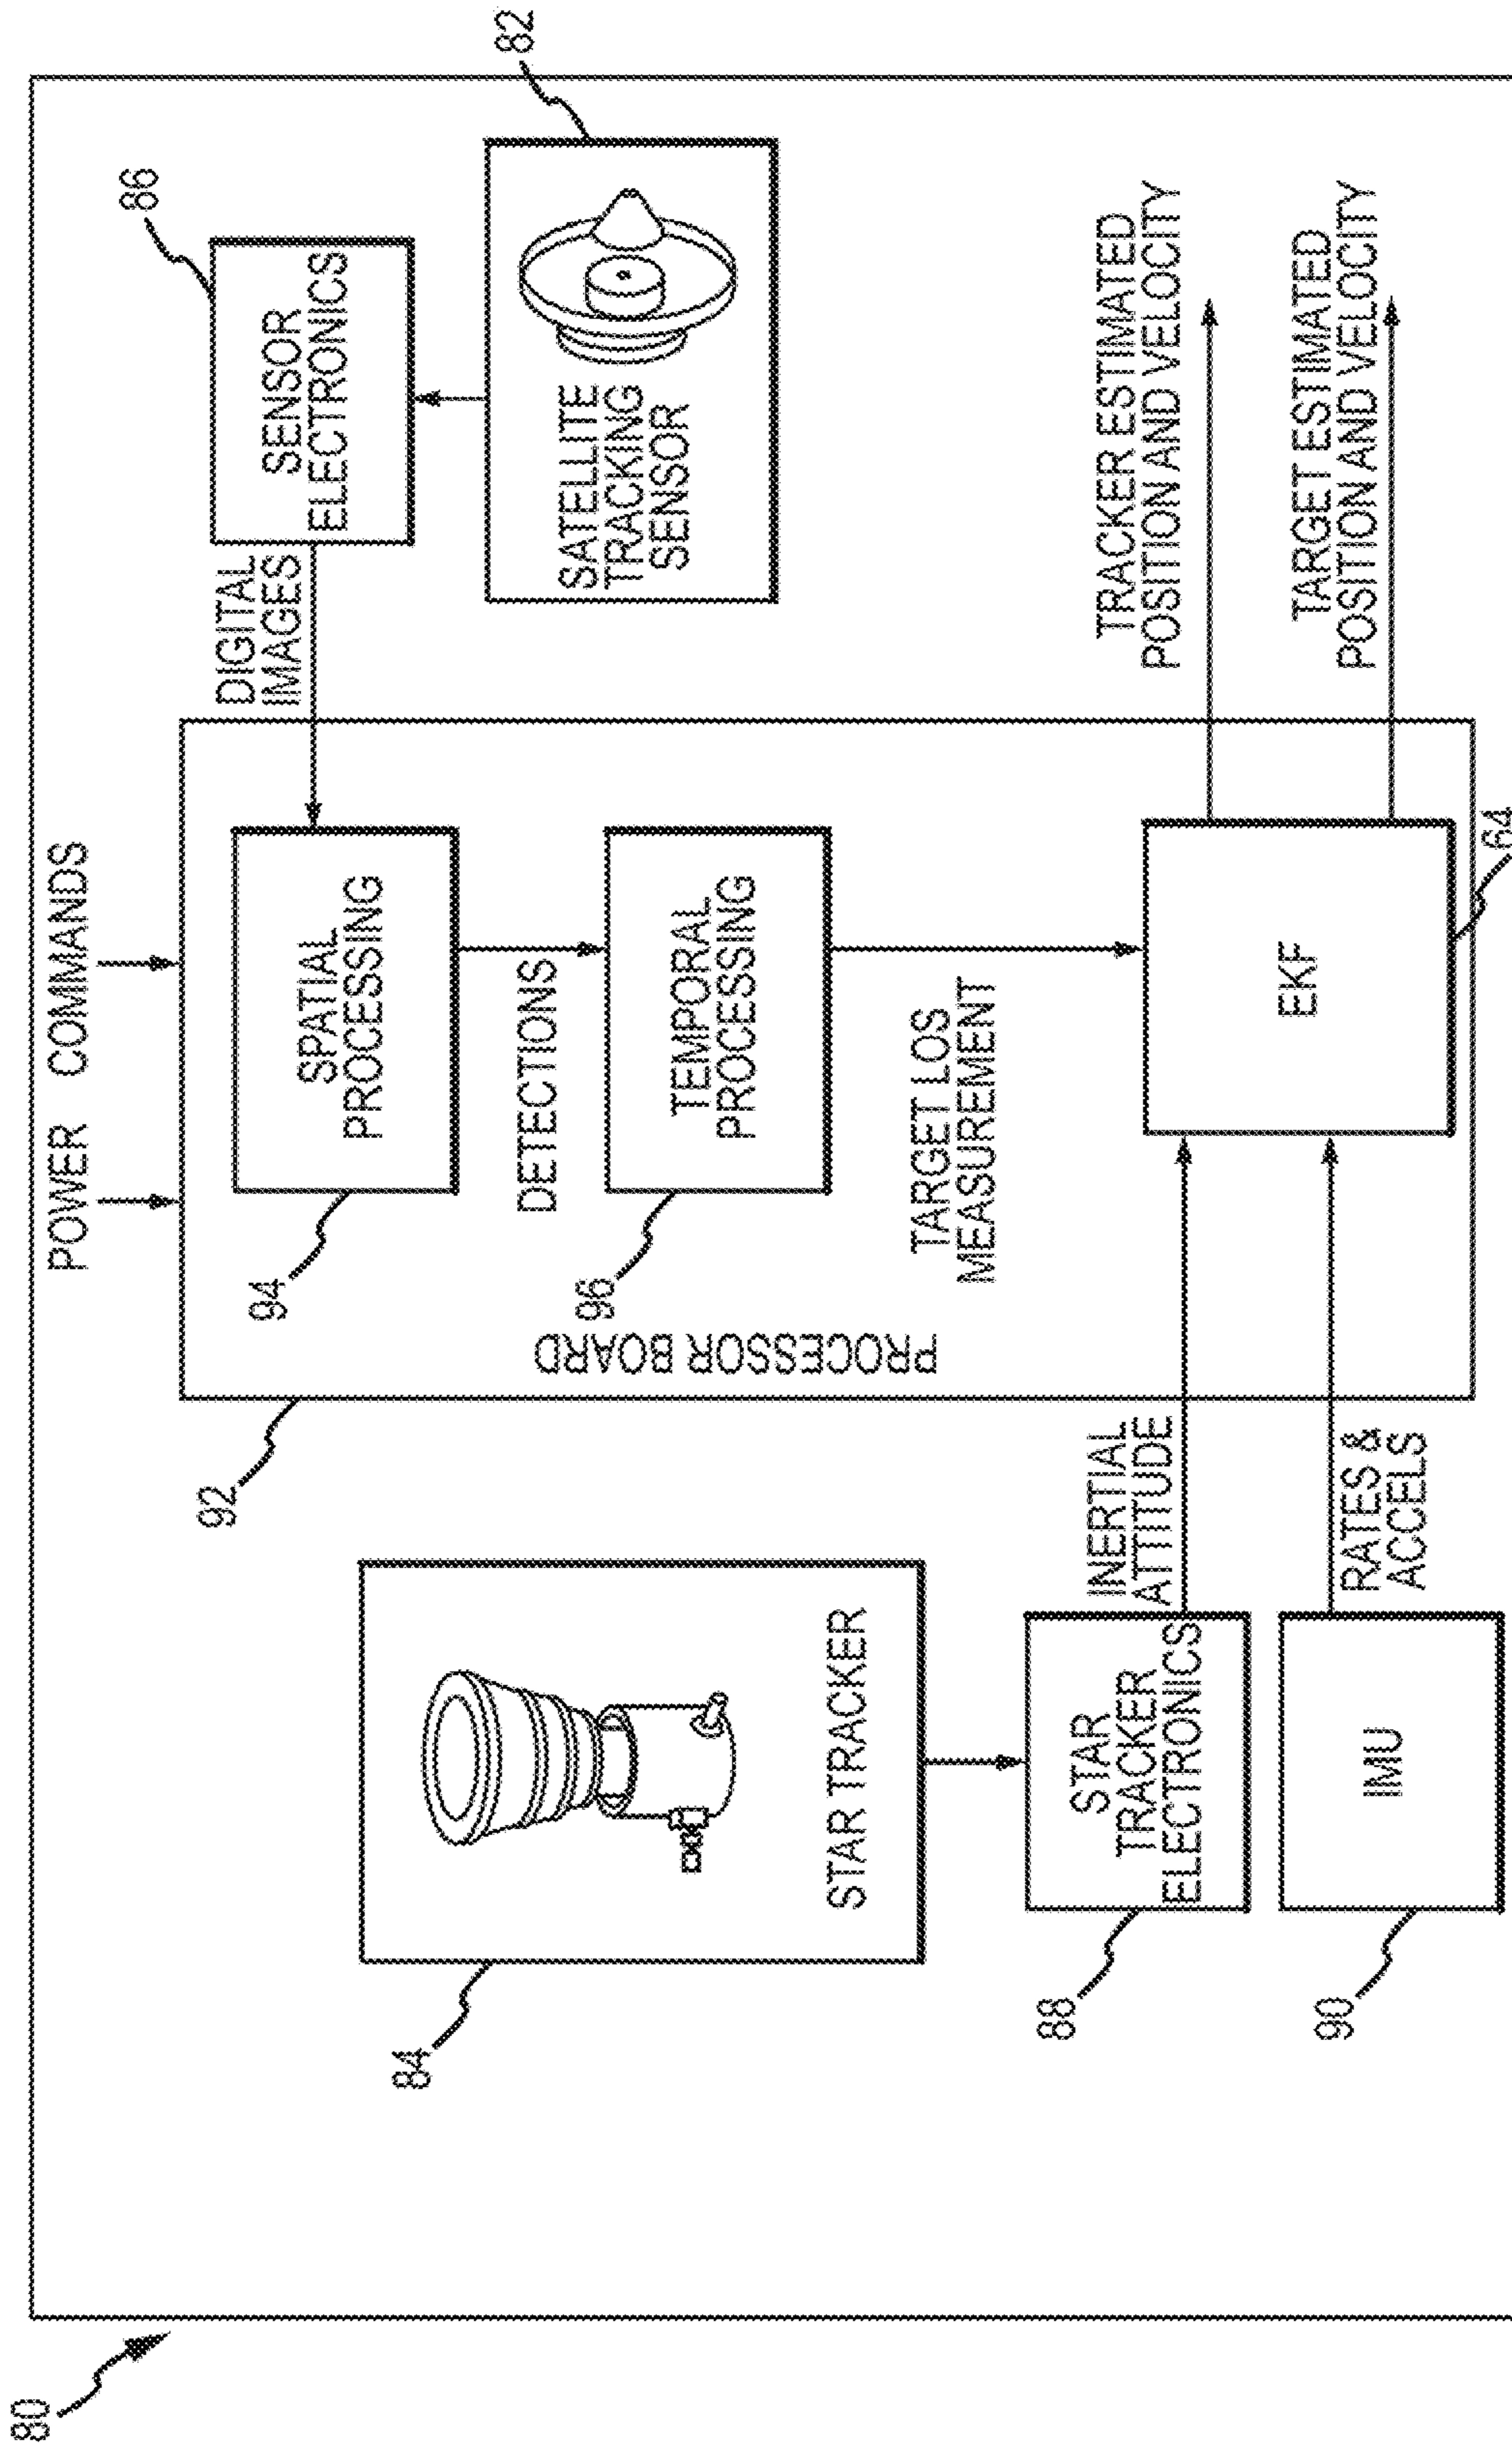 80
POWER
COMMANDS
86
SENSOR
ELECTRONICS
82
SATELLITE
TRACKING
SENSOR
DIGITAL
IMAGES
92
PROCESSOR BOARD
94
SPATIAL
PROCESSING
DETECTIONS
96
TEMPORAL
PROCESSING
TARGET LOS
MEASUREMENT
84
STAR TRACKER
88
STAR
TRACKER
ELECTRONICS
INERTIAL
ATTITUDE
90
IMU
RATES &
ACCELS
EKF
64
TRACKER ESTIMATED
POSITION AND VELOCITY
TARGET ESTIMATED
POSITION AND VELOCITY